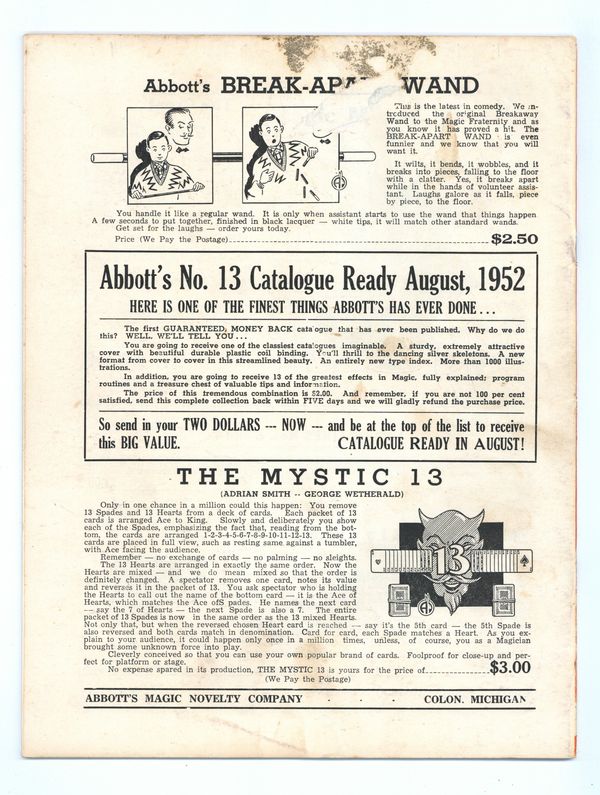 Abbott's BREAK-APA WAND
This is the latest in comedy. We in-
troduced the original Breakaway
Wand to the Magic Fraternity and as
you know it has proved a hit. The
BREAK-APART WAND is even
funnier and we know that you will
want it.
It wilts, it bends, it wobbles, and it
breaks into pieces, falling to the floor
with a clatter. Yes, it breaks apart
while in the hands of volunteer assis-
tant. Laughs galore as it falls, piece
by piece, to the floor.
You handle it like a regular wand. It is only when assistant starts to use the wand that things happen
A few seconds to put together, finished in black lacquer — white tips, it will match other standard wands.
Get set for the laughs — order yours today.
Price (We Pay the Postage) $2.50
Abbott's No. 13 Catalogue Ready August, 1952
HERE IS ONE OF THE FINEST THINGS ABBOTT'S HAS EVER DONE...
The first GUARANTEED, MONEY BACK catalogue that has ever been published. Why do we do
this? WELL, WE'LL TELL YOU...
You are going to receive one of the classiest catalogues imaginable. A sturdy, extremely attractive
cover with beautiful durable plastic coil binding. You'll thrill to the dancing silver skeletons. A new
format from cover to cover in this streamlined beauty. An entirely new type index. More than 1000 illus-
trations.
In addition, you are going to receive 13 of the greatest effects in Magic, fully explained; program
routines and a treasure chest of valuable tips and information.
The price of this tremendous combination is $2.00. And remember, if you are not 100 per cent
satisfied, send this complete collection back within FIVE days and we will gladly refund the purchase price.
So send in your TWO DOLLARS --- NOW --- and be at the top of the list to receive
this BIG VALUE. CATALOGUE READY IN AUGUST!
THE MYSTIC 13
(ADRIAN SMITH -- GEORGE WETHERALD)
Only in one chance in a million could this happen: You remove
13 Spades and 13 Hearts from a deck of cards. Each packet of 13
cards is arranged Ace to King. Slowly and deliberately you show
each of the Spades, emphasizing the fact that, reading from the bot-
tom, the cards are arranged 1-2-3-4-5-6-7-8-9-10-11-12-13. These 13
cards are placed in full view, such as resting same against a tumbler,
with Ace facing the audience.
Remember — no exchange of cards — no palming — no sleights.
The 13 Hearts are arranged in exactly the same order. Now the
Hearts are mixed — and we do mean mixed so that the order is
definitely changed. A spectator removes one card, notes its value
and reverses it in the packet of 13. You ask spectator who is holding
the Hearts to call out the name of the bottom card — it is the Ace of
Hearts, which matches the Ace ofS pades. He names the next card
— say the 7 of Hearts — the next Spade is also a 7. The entire
packet of 13 Spades is now in the same order as the 13 mixed Hearts.
Not only that, but when the reversed chosen Heart card is reached — say it's the 5th card — the 5th Spade is
also reversed and both cards match in denomination. Card for card, each Spade matches a Heart. As you ex-
plain to your audience, it could happen only once in a million times, unless, of course, you as a Magician
brought some unknown force into play.
Cleverly conceived so that you can use your own popular brand of cards. Foolproof for close-up and per-
fect for platform or stage.
No expense spared in its production, THE MYSTIC 13 is yours for the price of $3.00
(We Pay the Postage)
13
ABBOTT'S MAGIC NOVELTY COMPANY . . . COLON, MICHIGAN